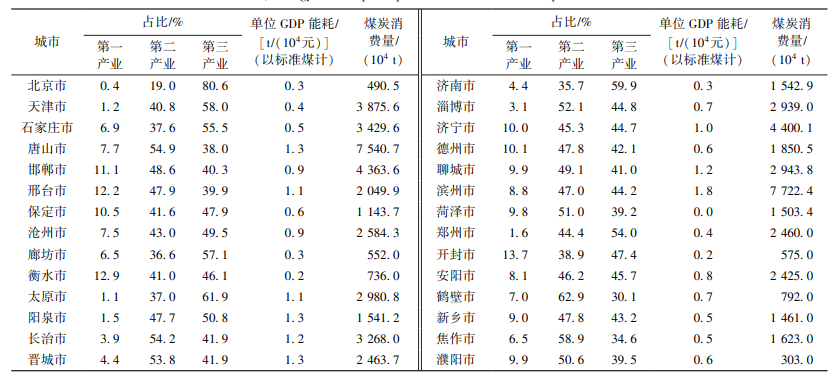 城市 占比/% 单位 GDP 能耗/ 煤炭消 城市 占比/% 单位 GDP 能耗/ 煤炭消
第一 第二 第三 [t/(10⁴元)] 费量/ 第一 第二 第三 [t/(10⁴元)] 费量/
产业 产业 产业 (以标准煤计) (10⁴ t) 产业 产业 产业 (以标准煤计) (10⁴ t)
北京市 0.4 19.0 80.6 0.3 490.5 济南市 4.4 35.7 59.9 0.3 1 542.9
天津市 1.2 40.8 58.0 0.4 3 875.6 淄博市 3.1 52.1 44.8 0.7 2 939.0
石家庄市 6.9 37.6 55.5 0.5 3 429.6 济宁市 10.0 45.3 44.7 1.0 4 400.1
唐山市 7.7 54.9 38.0 1.3 7 540.7 德州市 10.1 47.8 42.1 0.6 1 850.5
邯郸市 11.1 48.6 40.3 0.9 4 363.6 聊城市 9.9 49.1 41.0 1.2 2 943.8
邢台市 12.2 47.9 39.9 1.1 2 049.9 滨州市 8.8 47.0 44.2 1.8 7 722.4
保定市 10.5 41.6 47.9 0.6 1 143.7 菏泽市 9.8 51.0 39.2 0.0 1 503.4
沧州市 7.5 43.0 49.5 0.9 2 584.3 郑州市 1.6 44.4 54.0 0.4 2 460.0
廊坊市 6.5 36.6 57.1 0.3 552.0 开封市 13.7 38.9 47.4 0.2 575.0
衡水市 12.9 41.0 46.1 0.2 736.0 安阳市 8.1 46.2 45.7 0.8 2 425.0
太原市 1.1 37.0 61.9 1.1 2 980.8 鹤壁市 7.0 62.9 30.1 0.7 792.0
阳泉市 1.5 47.7 50.8 1.3 1 541.2 新乡市 9.0 47.8 43.2 0.5 1 461.0
长治市 3.9 54.2 41.9 1.2 3 268.0 焦作市 6.5 58.9 34.6 0.5 1 623.0
晋城市 4.4 53.8 41.9 1.3 2 463.7 濮阳市 9.9 50.6 39.5 0.6 303.0